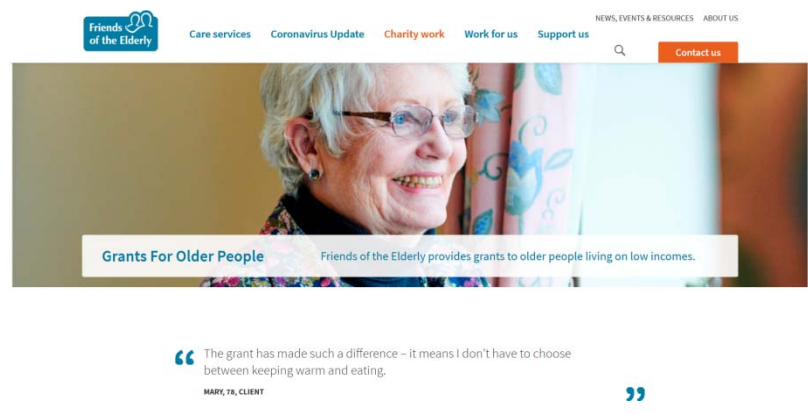 Friends
of the Elderly
NEWS, EVENTS & RESOURCES ABOUT US
Care services Coronavirus Update Charity work Work for us Support us
Contact us
Grants For Older People Friends of the Elderly provides grants to older people living on low incomes.
“ The grant has made such a difference – it means I don't have to choose
between keeping warm and eating.
MARY, 78, CLIENT ”